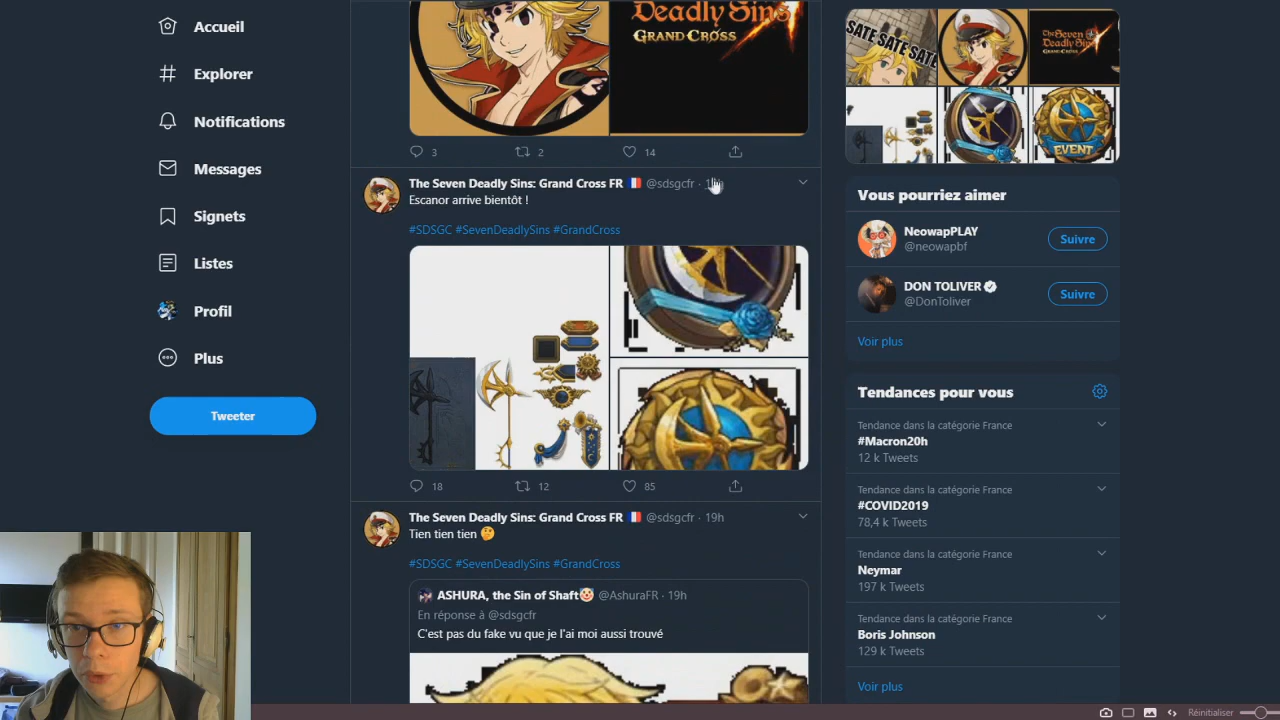 Accueil
Explorer
Notifications
Messages
Signets
Listes
Profil
Plus
Tweeter
Deadly Sins
GRAND CROSS
3
2
14
The Seven Deadly Sins: Grand Cross FR 🇫🇷 @sdsgcfr ·
Escanor arrive bientôt !
#SDSGC #SevenDeadlySins #GrandCross
18
12
85
The Seven Deadly Sins: Grand Cross FR 🇫🇷 @sdsgcfr · 19h
Tien tien tien 🤔
#SDSGC #SevenDeadlySins #GrandCross
ASHURA, the Sin of Shaft🤡 @AshuraFR · 19h
En réponse à @sdsgcfr
C'est pas du fake vu que je l'ai moi aussi trouvé
SATE SATE SATE
The Seven
Deadly Sins
GRAND CROSS
EVENT
Vous pourriez aimer
NeowapPLAY
@neowapbf
Suivre
DON TOLIVER
@DonToliver
Suivre
Voir plus
Tendances pour vous
Tendance dans la catégorie France
#Macron20h
12 k Tweets
Tendance dans la catégorie France
#COVID2019
78,4 k Tweets
Tendance dans la catégorie France
Neymar
197 k Tweets
Tendance dans la catégorie France
Boris Johnson
129 k Tweets
Voir plus
Réinitialiser